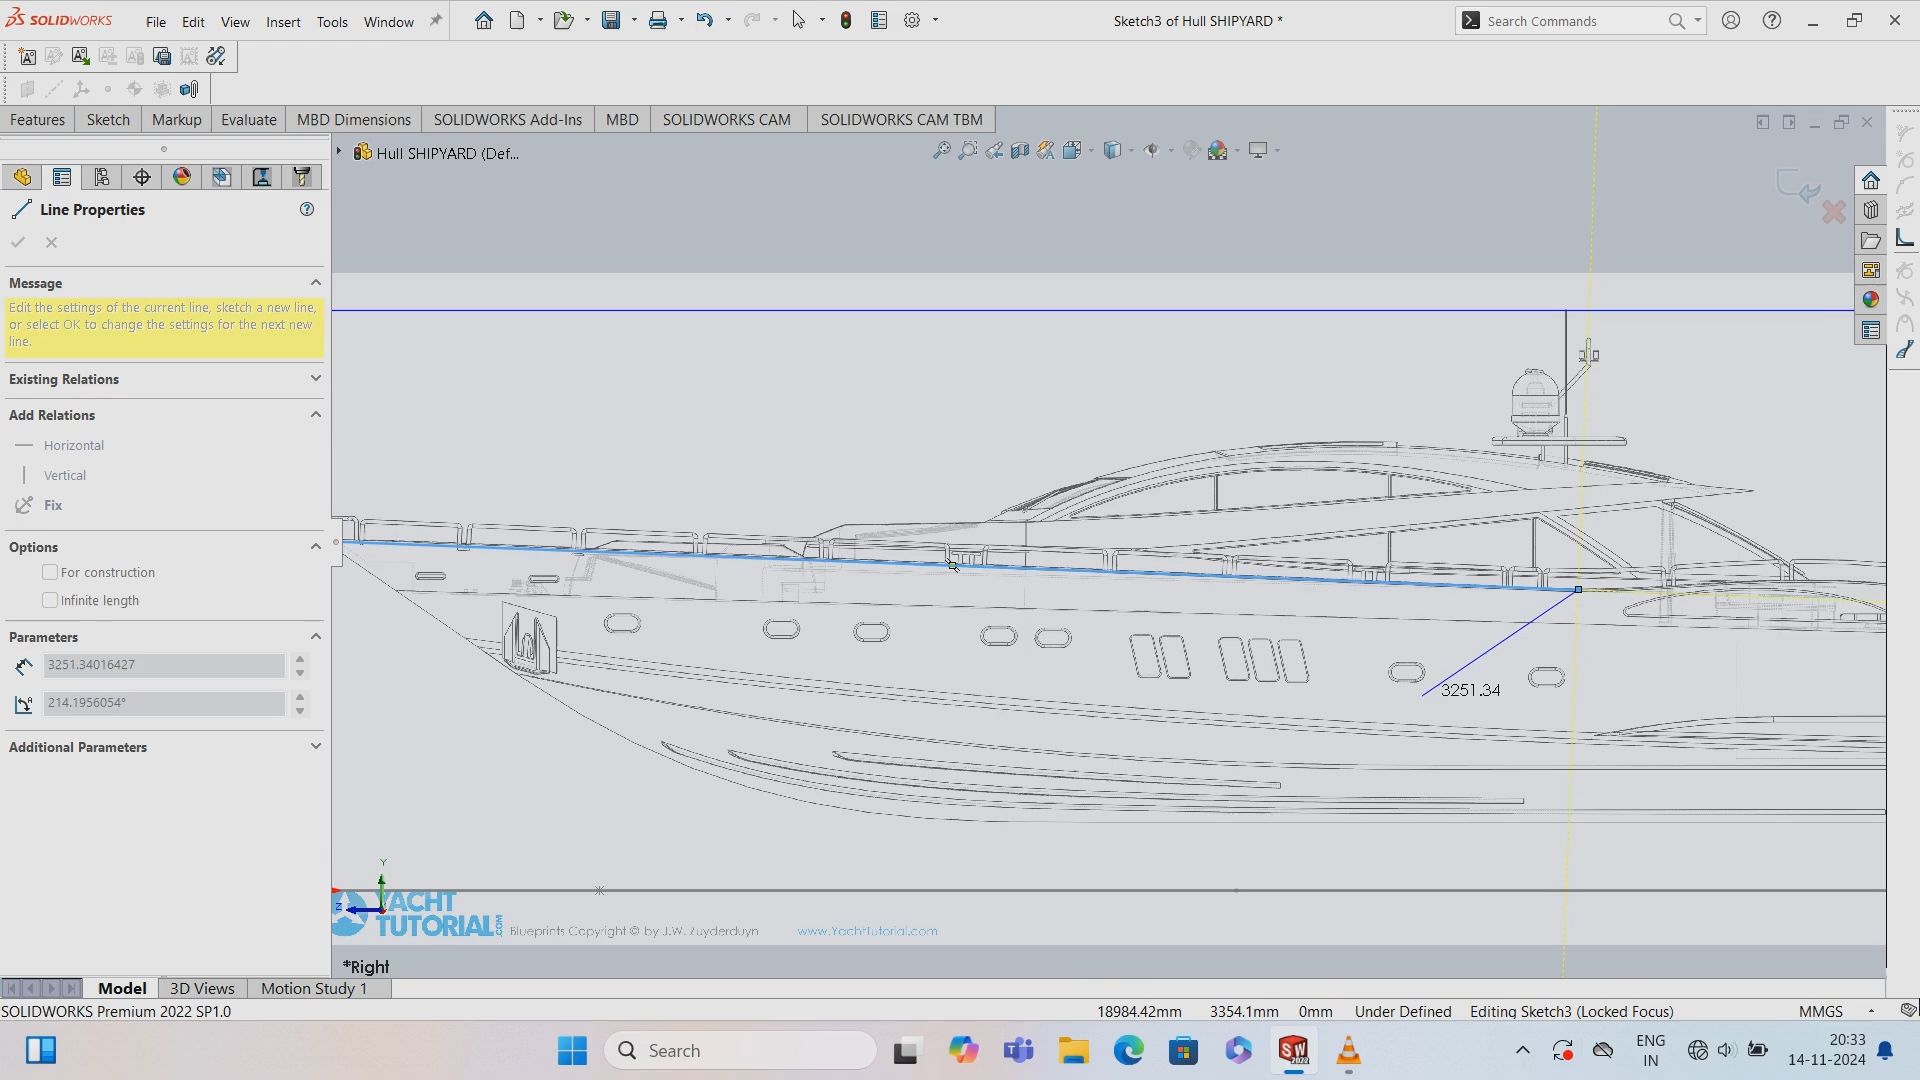 SOLIDWORKS File Edit View Insert Tools Window Sketch3 of Hull SHIPYARD * Search Commands
Features Sketch Markup Evaluate MBD Dimensions SOLIDWORKS Add-Ins MBD SOLIDWORKS CAM SOLIDWORKS CAM TBM
Hull SHIPYARD (Def...
Line Properties
Message
Edit the settings of the current line, sketch a new line,
or select OK to change the settings for the next new
line.
Existing Relations
Add Relations
Horizontal
Vertical
Fix
Options
For construction
Infinite length
Parameters
3251.34016427
214.1956054°
Additional Parameters
3251.34
Y
Z
YACHT
TUTORIAL.COM
Blueprints Copyright © by J.W. Zuyderduyn www.YachtTutorial.com
*Right
Model 3D Views Motion Study 1
SOLIDWORKS Premium 2022 SP1.0 18984.42mm 3354.1mm 0mm Under Defined Editing Sketch3 (Locked Focus) MMGS
Search
SW
2022
ENG
IN
20:33
14-11-2024